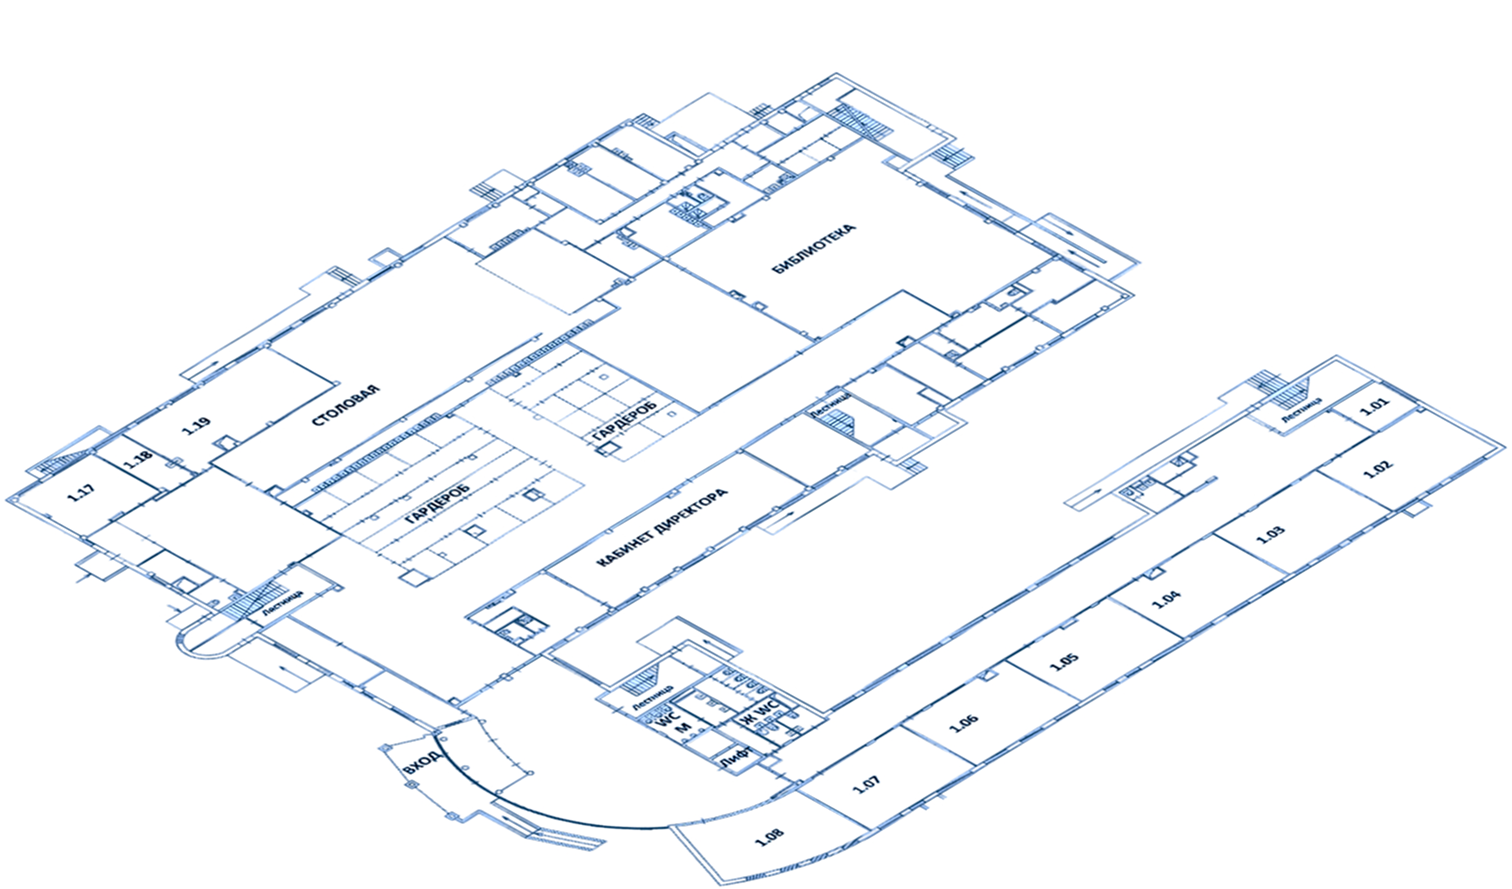 БИБЛИОТЕКА
Лестница
1.01
1.02
СТОЛОВАЯ
Лестница
ГАРДЕРОБ
1.19
1.18
1.17
ГАРДЕРОБ
КАБИНЕТ ДИРЕКТОРА
1.03
1.04
Лестница
1.05
Лестница
WC
М
Ж WC
1.06
Лифт
ВХОД
1.07
1.08